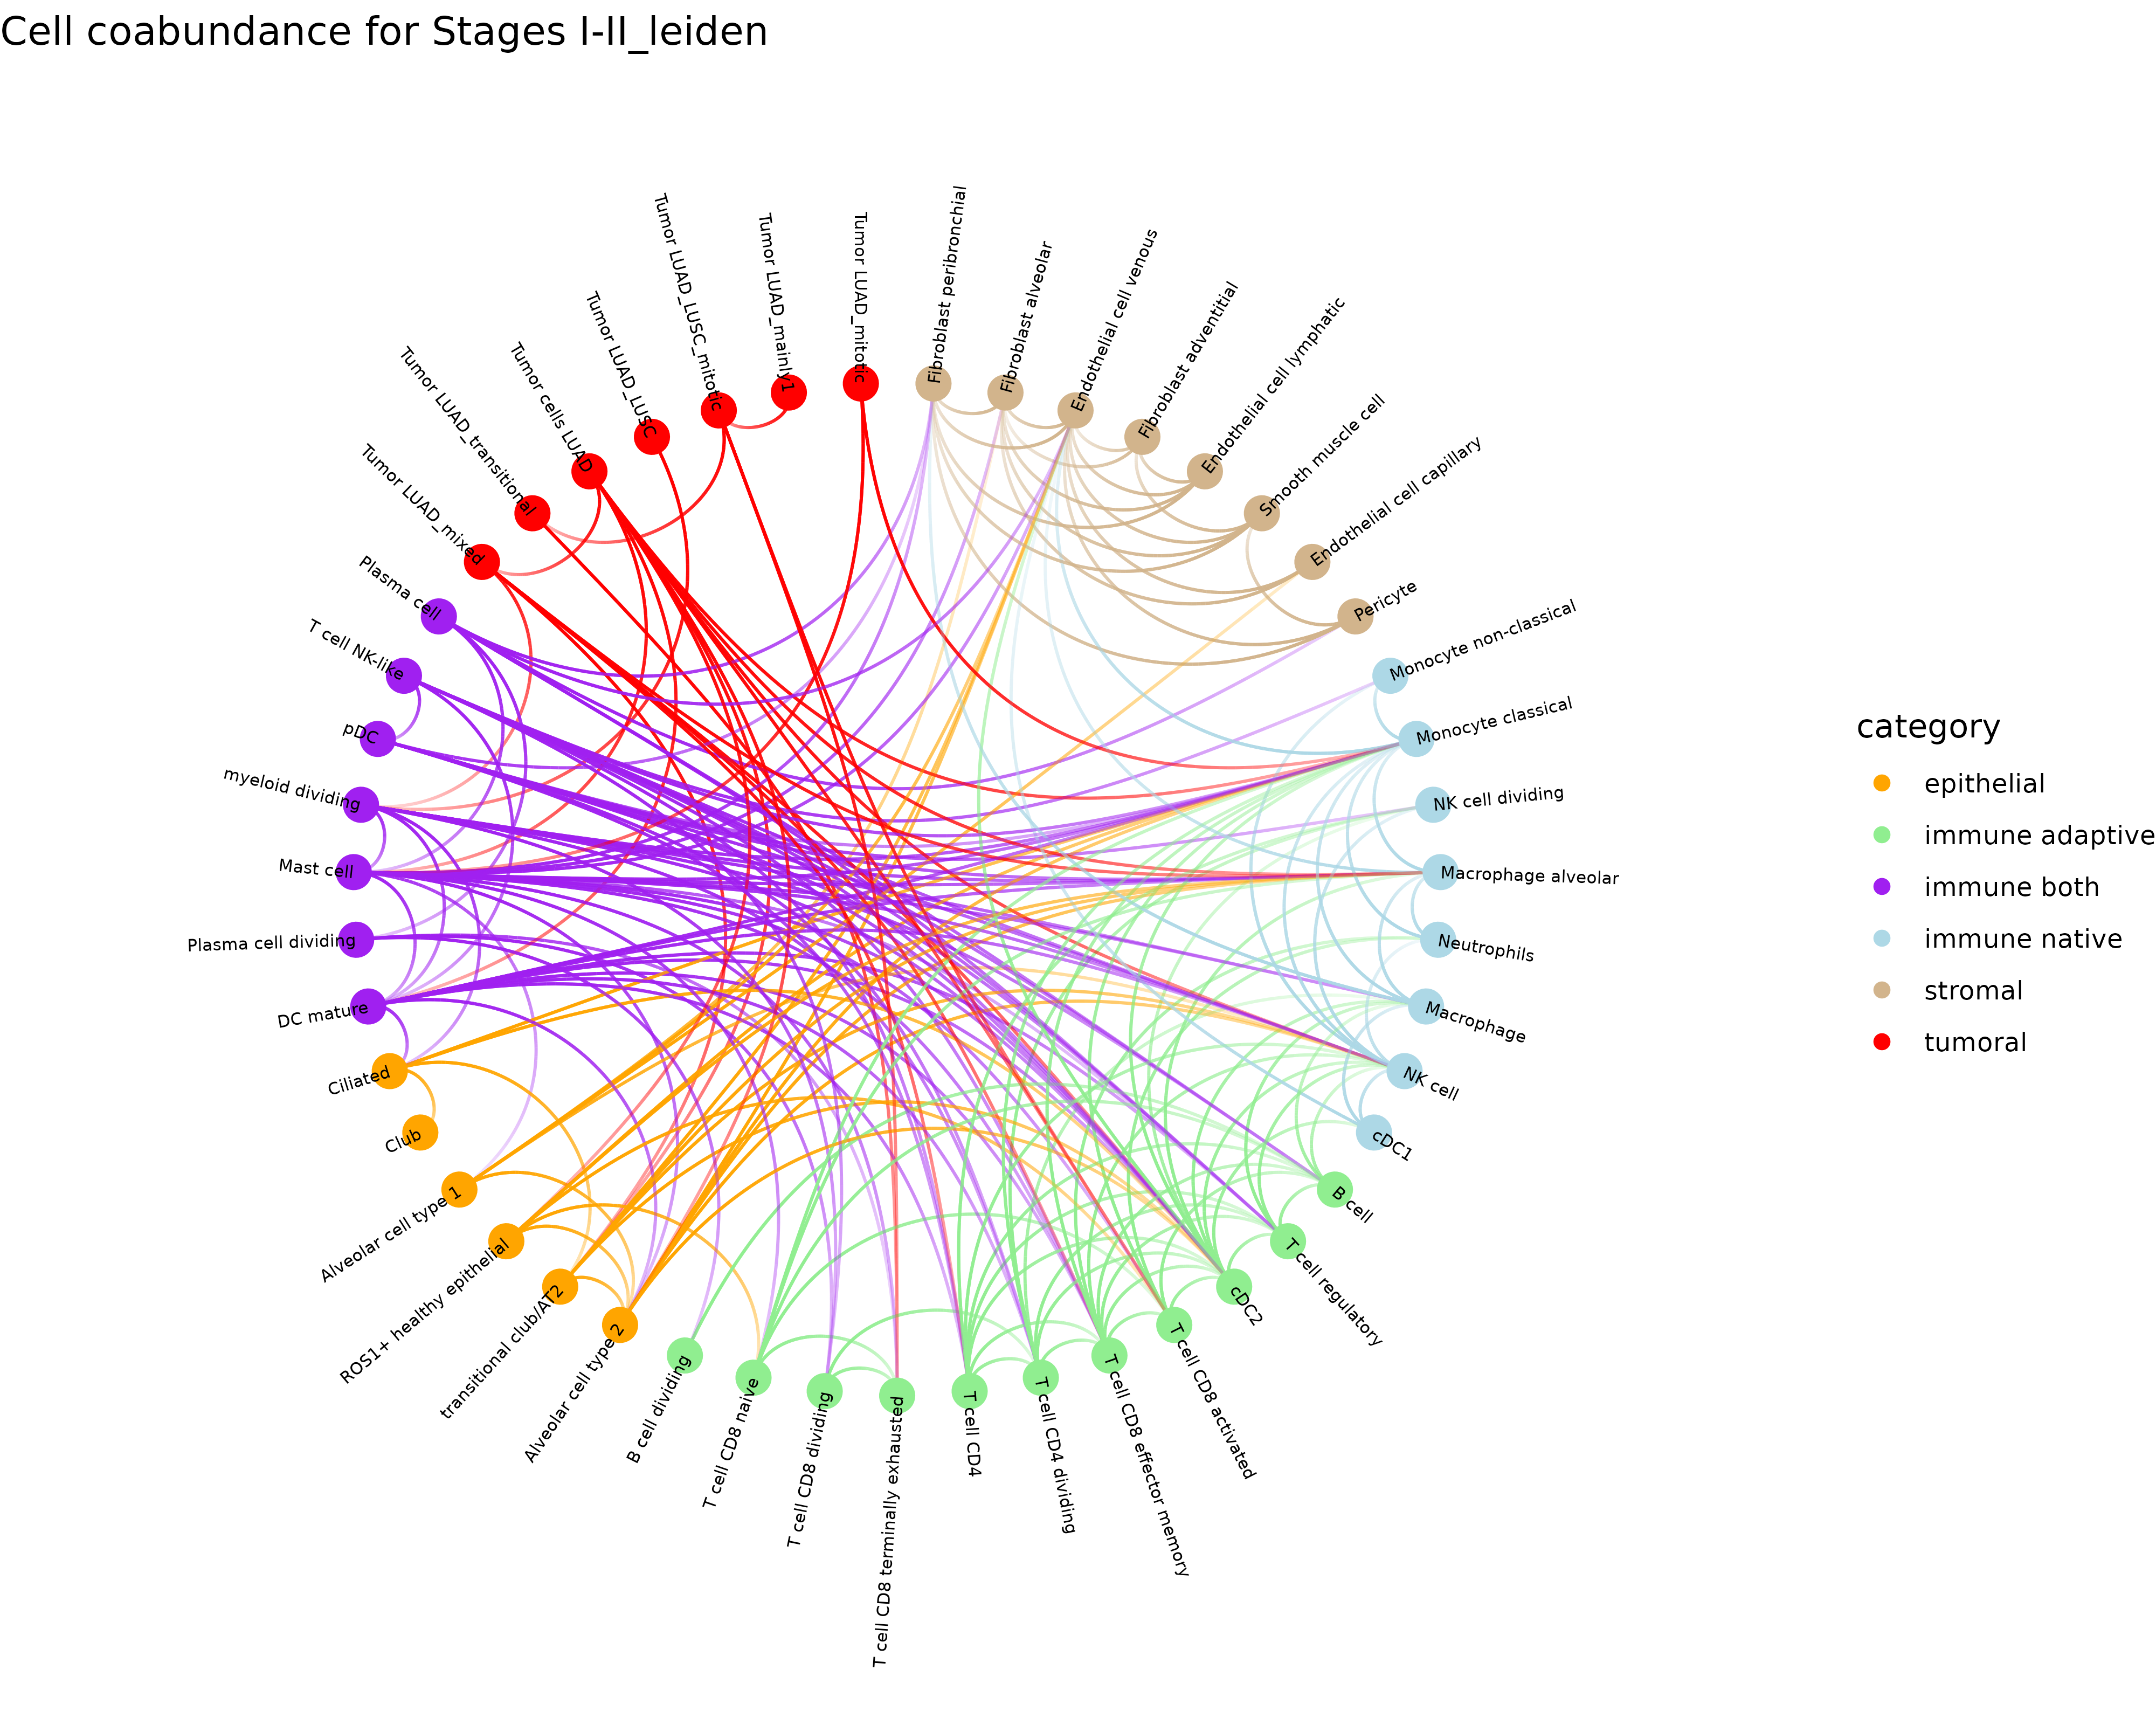 Cell coabundance for Stages I-II_leiden
Fibroblast peribronchial
Fibroblast alveolar
Endothelial cell venous
Fibroblast adventitial
Endothelial cell lymphatic
Smooth muscle cell
Endothelial cell capillary
Pericyte
Monocyte non-classical
Monocyte classical
NK cell dividing
Macrophage alveolar
Neutrophils
Macrophage
NK cell
cDC1
B cell
T cell regulatory
cDC2
T cell CD8 activated
T cell CD8 effector memory
T cell CD4 dividing
T cell CD4
T cell CD8 terminally exhausted
T cell CD8 dividing
T cell CD8 naive
B cell dividing
Alveolar cell type 2
transitional club/AT2
ROS1+ healthy epithelial
Alveolar cell type 1
Club
Ciliated
DC mature
Plasma cell dividing
Mast cell
myeloid dividing
pDC
T cell NK-like
Plasma cell
Tumor LUAD_mixed
Tumor LUAD_transitional
Tumor cells LUAD
Tumor LUAD_LUSC
Tumor LUAD_LUSC_mitotic
Tumor LUAD_mainly1
Tumor LUAD_mitotic
category
epithelial
immune adaptive
immune both
immune native
stromal
tumoral